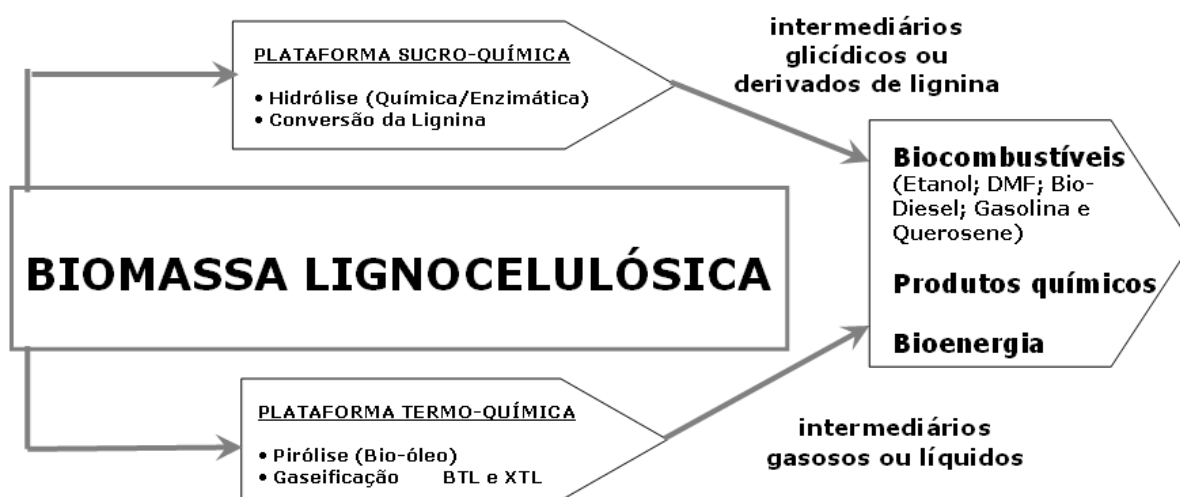 PLATAFORMA SUCRO-QUÍMICA
• Hidrólise (Química/Enzimática)
• Conversão da Lignina
intermediários
glicídicos ou
derivados de lignina
BIOMASSA LIGNOCELULÓSICA
Biocombustíveis
(Etanol; DMF; Bio-
Diesel; Gasolina e
Querosene)
Produtos químicos
Bioenergia
PLATAFORMA TERMO-QUÍMICA
• Pirólise (Bio-óleo)
• Gaseificação BTL e XTL
intermediários
gasosos ou líquidos